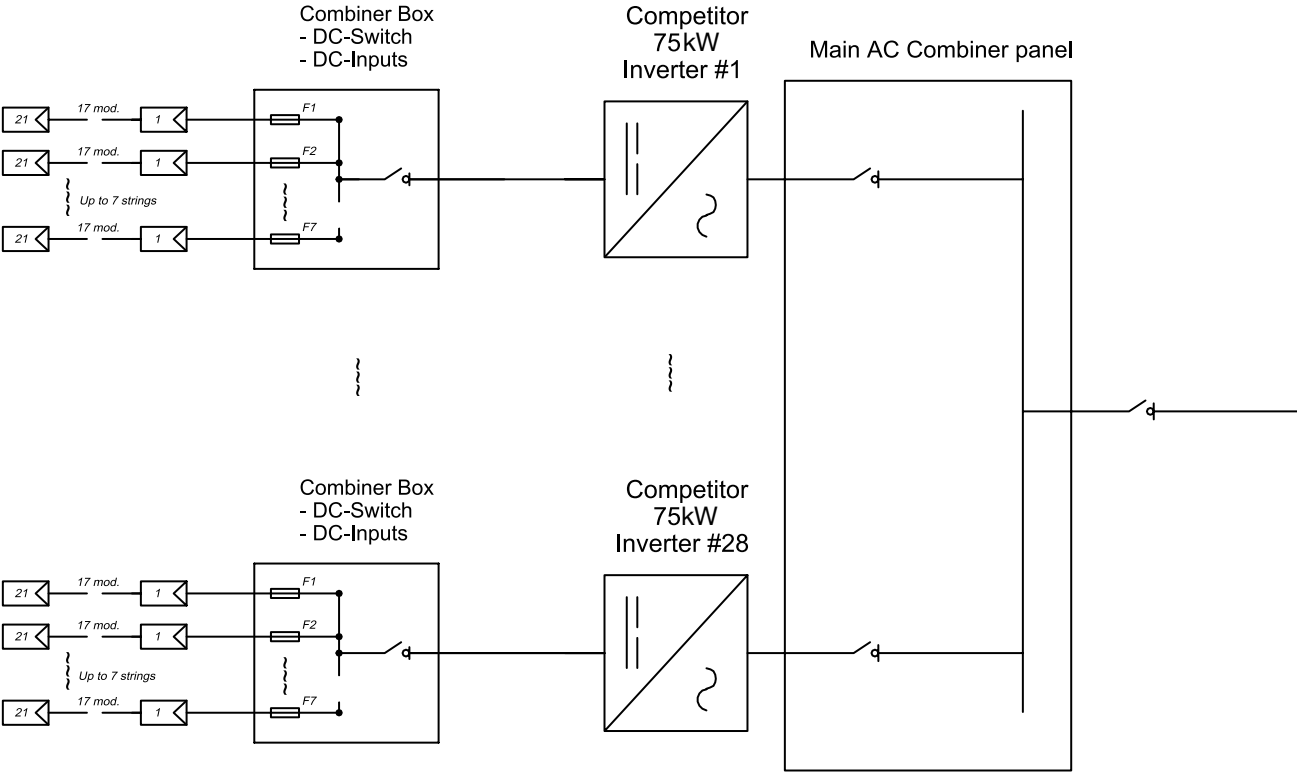 Combiner Box
- DC-Switch
- DC-Inputs
Competitor
75kW
Inverter #1
Main AC Combiner panel
21 17 mod. 1 F1
21 17 mod. 1 F2
Up to 7 strings
21 17 mod. 1 F7
Combiner Box
- DC-Switch
- DC-Inputs
Competitor
75kW
Inverter #28
21 17 mod. 1 F1
21 17 mod. 1 F2
Up to 7 strings
21 17 mod. 1 F7